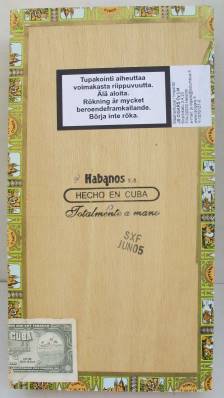 Tupakointi aiheuttaa
voimakasta riippuvuutta.
Älä aloita.
Rökning är mycket
beroendeframkallande.
Börja inte röka.
Habanos s.a.
HECHO EN CUBA
Totalmente a mano
SXF
JUN05
CUBA